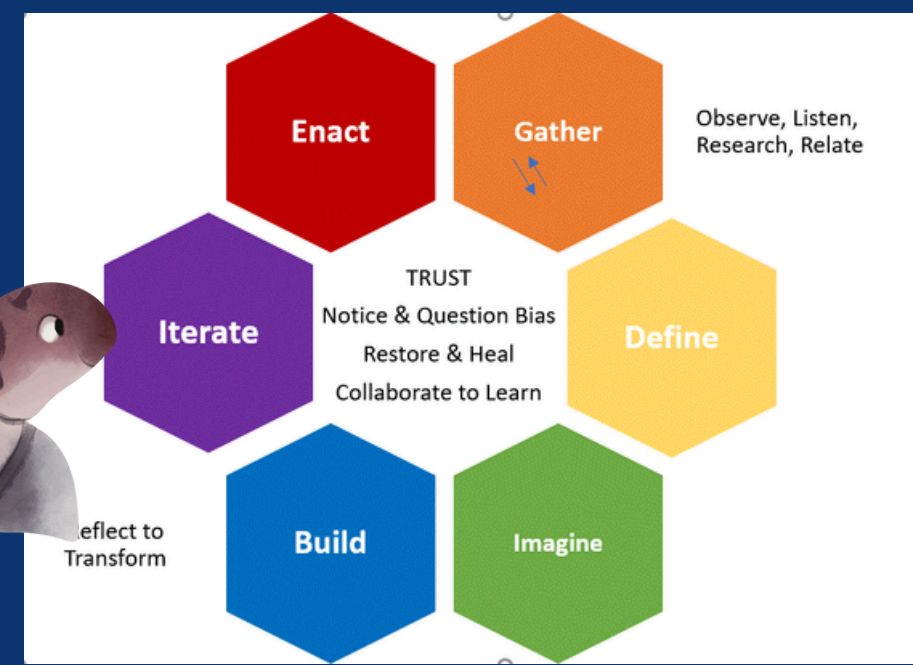 Enact
Gather
Observe, Listen,
Research, Relate
TRUST
Notice & Question Bias
Restore & Heal
Collaborate to Learn
Iterate
Define
eflect to
Transform
Build
Imagine